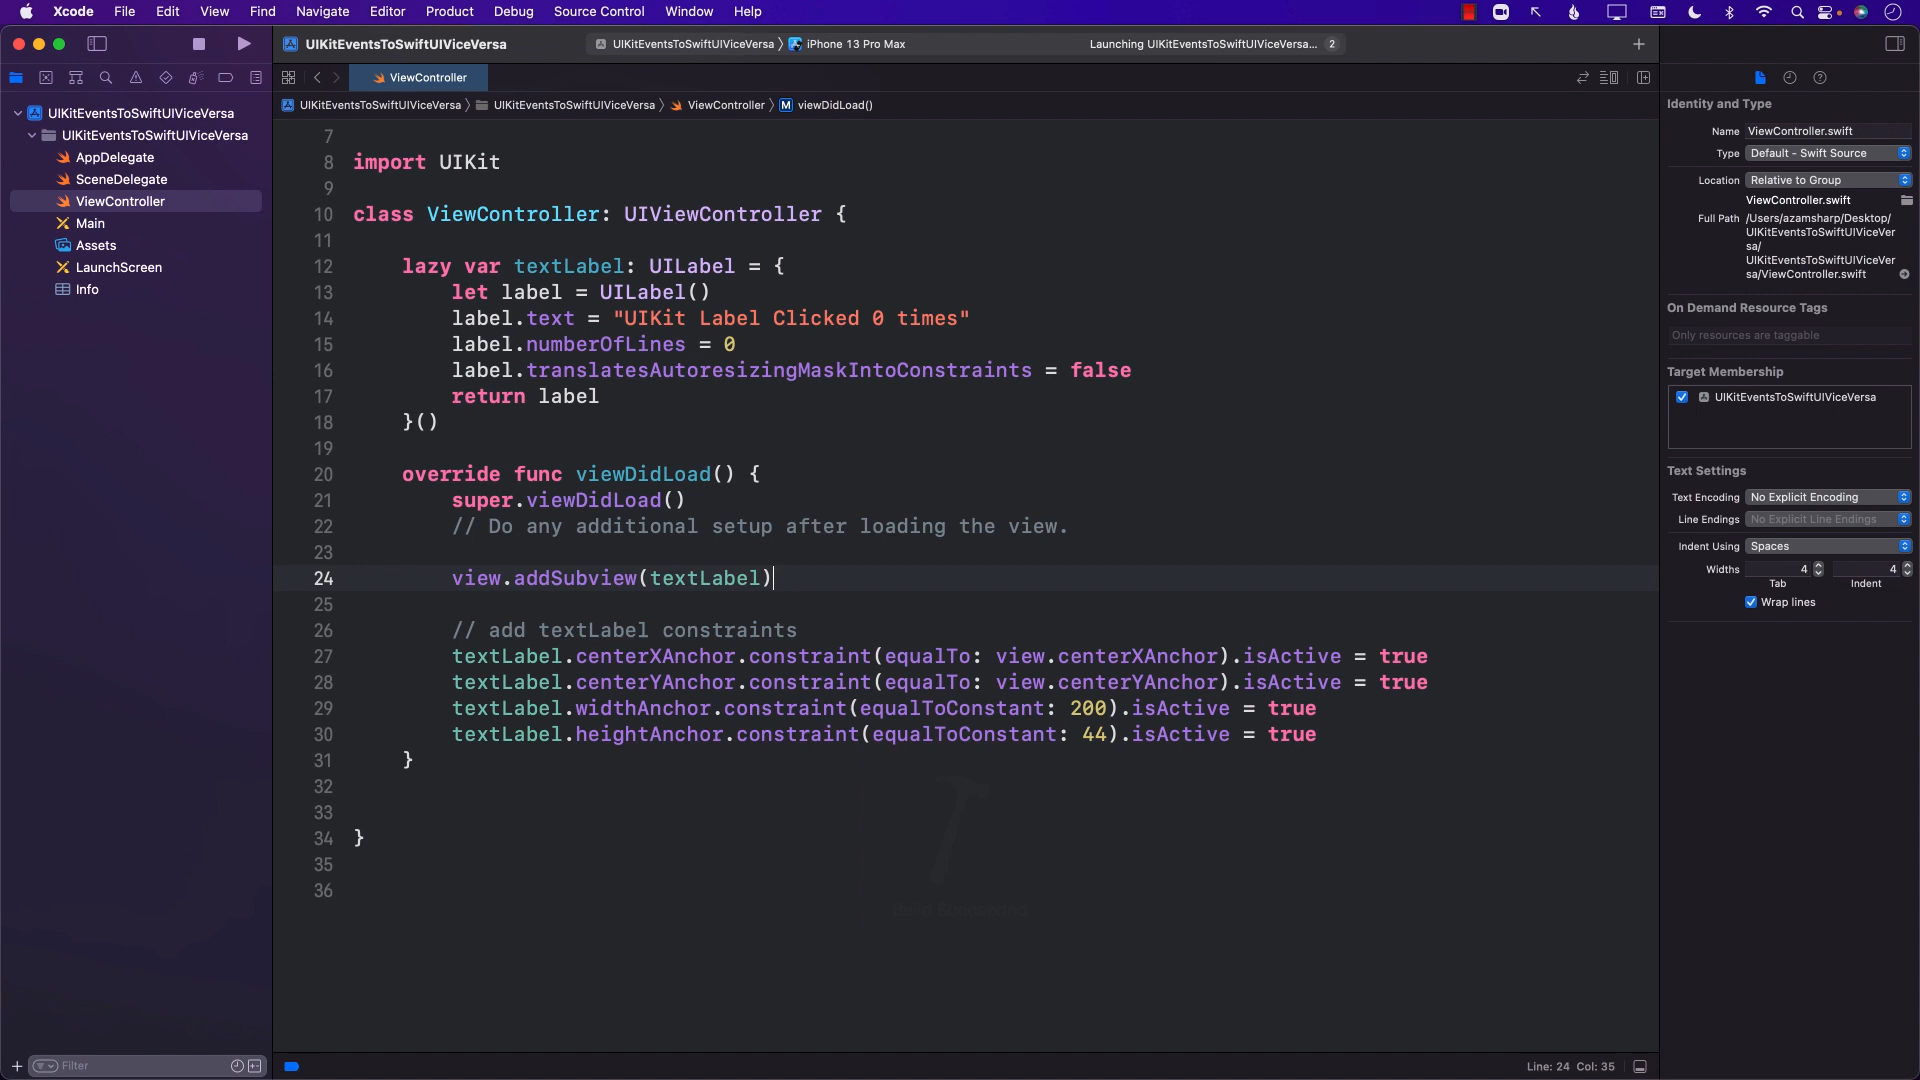 Xcode File Edit View Find Navigate Editor Product Debug Source Control Window Help
UIKitEventsToSwiftUIViceVersa
UIKitEventsToSwiftUIViceVersa iPhone 13 Pro Max
Launching UIKitEventsToSwiftUIViceVersa... 2
ViewController
UIKitEventsToSwiftUIViceVersa UIKitEventsToSwiftUIViceVersa ViewController M viewDidLoad()
UIKitEventsToSwiftUIViceVersa
UIKitEventsToSwiftUIViceVersa
AppDelegate
SceneDelegate
ViewController
Main
Assets
LaunchScreen
Info
Filter
7
8 import UIKit
9
10 class ViewController: UIViewController {
11
12 lazy var textLabel: UILabel = {
13 let label = UILabel()
14 label.text = "UIKit Label Clicked 0 times"
15 label.numberOfLines = 0
16 label.translatesAutoresizingMaskIntoConstraints = false
17 return label
18 }()
19
20 override func viewDidLoad() {
21 super.viewDidLoad()
22 // Do any additional setup after loading the view.
23
24 view.addSubview(textLabel)
25
26 // add textLabel constraints
27 textLabel.centerXAnchor.constraint(equalTo: view.centerXAnchor).isActive = true
28 textLabel.centerYAnchor.constraint(equalTo: view.centerYAnchor).isActive = true
29 textLabel.widthAnchor.constraint(equalToConstant: 200).isActive = true
30 textLabel.heightAnchor.constraint(equalToConstant: 44).isActive = true
31 }
32
33
34 }
35
36
Line: 24 Col: 35
Identity and Type
Name ViewController.swift
Type Default - Swift Source
Location Relative to Group
ViewController.swift
Full Path /Users/azamsharp/Desktop/
UIKitEventsToSwiftUIViceVer
sa/
UIKitEventsToSwiftUIViceVer
sa/ViewController.swift
On Demand Resource Tags
Only resources are taggable
Target Membership
UIKitEventsToSwiftUIViceVersa
Text Settings
Text Encoding No Explicit Encoding
Line Endings No Explicit Line Endings
Indent Using Spaces
Widths 4 4
Tab Indent
Wrap lines